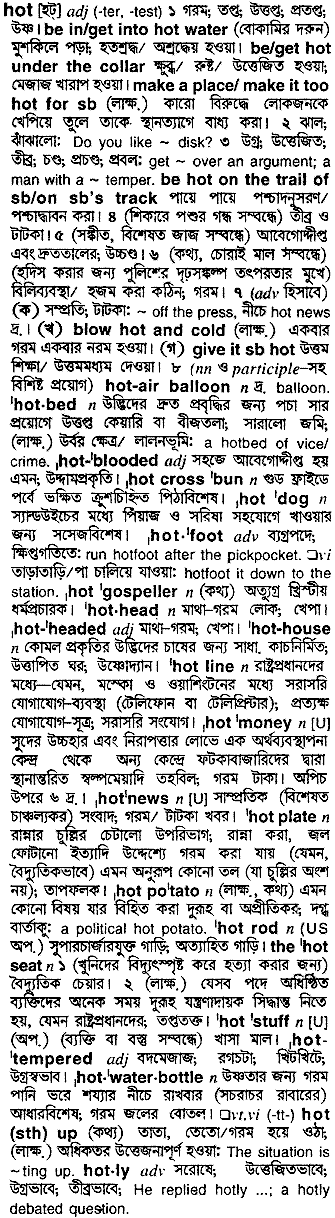 hot [হট্] adj (-ter, -test) ১ গরম; তপ্ত; উত্তপ্ত; প্রতপ্ত;
উষ্ণ। be in/get into hot water (বোকামির দরুন)
মুশকিলে পড়া; হতশ্রদ্ধ/ অশ্রদ্ধেয় হওয়া। be/get hot
under the collar ক্ষুব্ধ/ রুষ্ট/ উত্তেজিত হওয়া;
মেজাজ খারাপ হওয়া। make a place/ make it too
hot for sb (লাক্ষ.) কারো বিরুদ্ধে লোকজনকে
খেপিয়ে তুলে তাকে স্থানত্যাগে বাধ্য করা। ২ ঝাল;
ঝাঁঝালো: Do you like ~ disk? ৩ উগ্র; উত্তেজিত;
তীব্র; চণ্ড; প্রচণ্ড; প্রবল: get ~ over an argument; a
man with a ~ temper. be hot on the trail of
sb/on sb's track পায়ে পায়ে পশ্চাদনুসরণ/
পশ্চাদ্ধাবন করা। ৪ (শিকারে পশুর গন্ধ সম্বন্ধে) তীব্র ও
টাটকা। ৫ (সঙ্গীত, বিশেষত জাজ সম্বন্ধে) আবেগোদ্দীপ্ত
এবং দ্রুততালের; উচ্চণ্ড। ৬ (কথ্য, চোরাই মাল সম্বন্ধে)
(হদিস করার জন্য পুলিশের দৃঢ়সঙ্কল্প তৎপরতার মুখে)
বিলিব্যবস্থা/ হজম করা কঠিন; গরম। ৭ (adv হিসাবে)
(ক) সম্প্রতি; টাটকা: ~ off the press, নীচে hot news
দ্র.। (খ) blow hot and cold (লাক্ষ.) একবার
গরম একবার নরম হওয়া। (গ) give it sb hot উত্তম
শিক্ষা/ উত্তমমধ্যম দেওয়া। ৮ (nn ও participle-সহ
বিশিষ্ট প্রয়োগ) hot-air balloon n দ্র. balloon.
ˈhot-bed n উদ্ভিদের দ্রুত প্রবৃদ্ধির জন্য পচা সার
প্রয়োগে উত্তপ্ত কেয়ারি বা বীজতলা; সারালো জমি;
(লাক্ষ.) উর্বর ক্ষেত্র/ লালনভূমি: a hotbed of vice/
crime. ˌhot-ˈblooded adj সহজে আবেগোদ্দীপ্ত হয়
এমন; উদ্দামপ্রকৃতি। ˌhot cross ˈbun n গুড ফ্রাইডে
পর্বে ভক্ষিত ক্রুশচিহ্নিত পিঠাবিশেষ। ˌhot ˈdog n
স্যান্ডউইচের মধ্যে পিঁয়াজ ও সরিষা সহযোগে খাওয়ার
জন্য সসেজবিশেষ। ˌhot-ˈfoot adv ব্যগ্রপদে;
ক্ষিপ্রগতিতে: run hotfoot after the pickpocket. □vi
তাড়াতাড়ি/পা চালিয়ে যাওয়া: hotfoot it down to the
station. ˌhot ˈgospeller n (কথ্য) অত্যুগ্র খ্রিস্টীয়
ধর্মপ্রচারক। ˈhot-head n মাথা-গরম লোক; খেপা।
ˌhot-ˈheaded adj মাথা-গরম; খেপা। ˈhot-house
n কোমল প্রকৃতির উদ্ভিদের চাষের জন্য সাধা. কাচনির্মিত;
উত্তাপিত ঘর; উষ্ণোদ্যান। ˈhot line n রাষ্ট্রপ্রধানদের
মধ্যে—যেমন, মস্কো ও ওয়াশিংটনের মধ্যে সরাসরি
যোগাযোগ-ব্যবস্থা (টেলিফোন বা টেলিপ্রিন্টার); প্রত্যক্ষ
যোগাযোগ-সূত্র; সরাসরি সংযোগ। ˌhot ˈmoney n [U]
সুদের উচ্চহার এবং নিরাপত্তার লোভে এক অর্থব্যবস্থাপনা
কেন্দ্র থেকে অন্য কেন্দ্রে ফটকাবাজারিদের দ্বারা
স্থানান্তরিত স্বল্পমেয়াদি তহবিল; গরম টাকা। অপিচ
উপরে ৬ দ্র.। ˌhotˈnews n [U] সাম্প্রতিক (বিশেষত
চাঞ্চল্যকর) সংবাদ; গরম/ টাটকা খবর। ˈhot plate n
রান্নার চুল্লির চেটালো উপরিভাগ; রান্না করা, জল
ফোটানো ইত্যাদি উদ্দেশ্যে গরম করা যায় (যেমন,
বৈদ্যুতিকভাবে) এমন অনুরূপ কোনো তল (যা চুল্লির অংশ
নয়); তাপফলক। ˌhot poˈtato n (লাক্ষ., কথ্য) এমন
কোনো বিষয় যার বিহিত করা দুরূহ বা অপ্রীতিকর; দগ্ধ
বার্তাকু: a political hot potato. ˈhot rod n (US
অপ.) সুপারচার্জারযুক্ত গাড়ি; অত্যাহিত গাড়ি। the ˈhot
seat n ১ (খুনিদের বিদ্যুৎস্পৃষ্ট করে হত্যা করার জন্য)
বৈদ্যুতিক চেয়ার। ২ (লাক্ষ.) যেসব পদে অধিষ্ঠিত
ব্যক্তিদের অনেক সময় দুরূহ যন্ত্রণাদায়ক সিদ্ধান্ত নিতে
হয়, যেমন রাষ্ট্রপ্রধানদের; তপ্ততক্ত। ˈhot ˈstuff n [U]
(অপ.) (ব্যক্তি বা বস্তু সম্বন্ধে) খাসা মাল। ˌhot-
ˈtempered adj বদমেজাজ; রগচটা; খিটখিটে;
উগ্রস্বভাব। ˌhot-ˈwater-bottle n উষ্ণতার জন্য গরম
পানি ভরে শয্যার নীচে রাখবার (সচরাচর রাবারের)
আধারবিশেষ; গরম জলের বোতল। □vt,vi (-tt-) hot
(sth) up (কথ্য) তাতা, তেতো/গরম হয়ে ওঠা;
(লাক্ষ.) অধিকতর উত্তেজনাপূর্ণ হওয়া: The situation is
~ting up. hot-ly adv সরোষে; উত্তেজিতভাবে;
উগ্রভাবে; তীব্রভাবে; He replied hotly ...; a hotly
debated question.